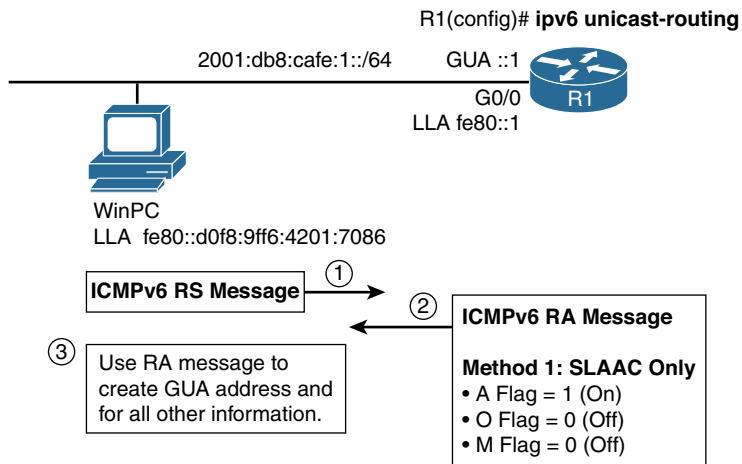 R1(config)# ipv6 unicast-routing
2001:db8:cafe:1::/64 GUA ::1
G0/0 R1
LLA fe80::1
WinPC
LLA fe80::d0f8:9ff6:4201:7086
ICMPv6 RS Message 1
2
ICMPv6 RA Message
Method 1: SLAAC Only
• A Flag = 1 (On)
• O Flag = 0 (Off)
• M Flag = 0 (Off)
3
Use RA message to
create GUA address and
for all other information.